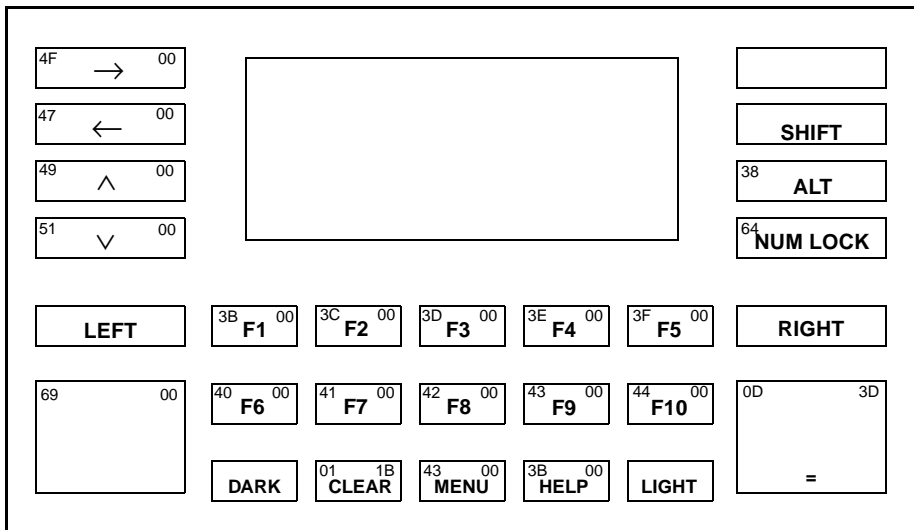 4F → 00
47 ← 00
SHIFT
49 ∧ 00
38 ALT
51 ∨ 00
64 NUM LOCK
LEFT
3B F1 00
3C F2 00
3D F3 00
3E F4 00
3F F5 00
RIGHT
69 00
40 F6 00
41 F7 00
42 F8 00
43 F9 00
44 F10 00
0D 3D
=
DARK
01 CLEAR 1B
43 MENU 00
3B HELP 00
LIGHT